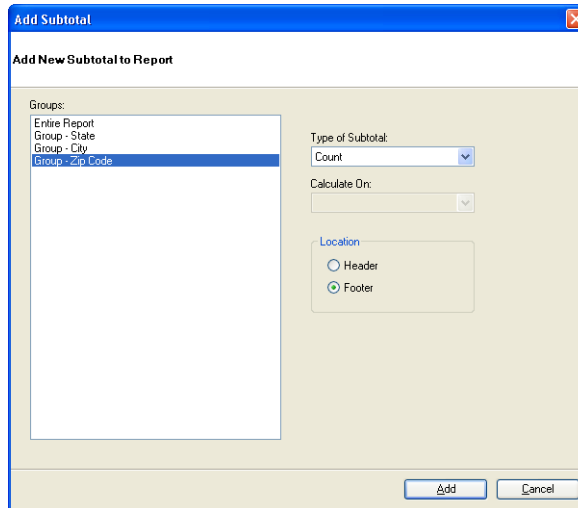 Add Subtotal
Add New Subtotal to Report
Groups:
Entire Report
Group - State
Group - City
Group - Zip Code
Type of Subtotal:
Count
Calculate On:
Location
Header
Footer
Add
Cancel